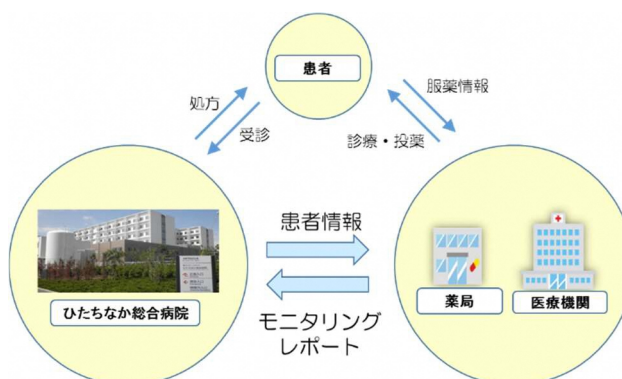 患者
処方
受診
服薬情報
診療・投薬
患者情報
モニタリング
レポート
ひたちなか総合病院
薬局
医療機関